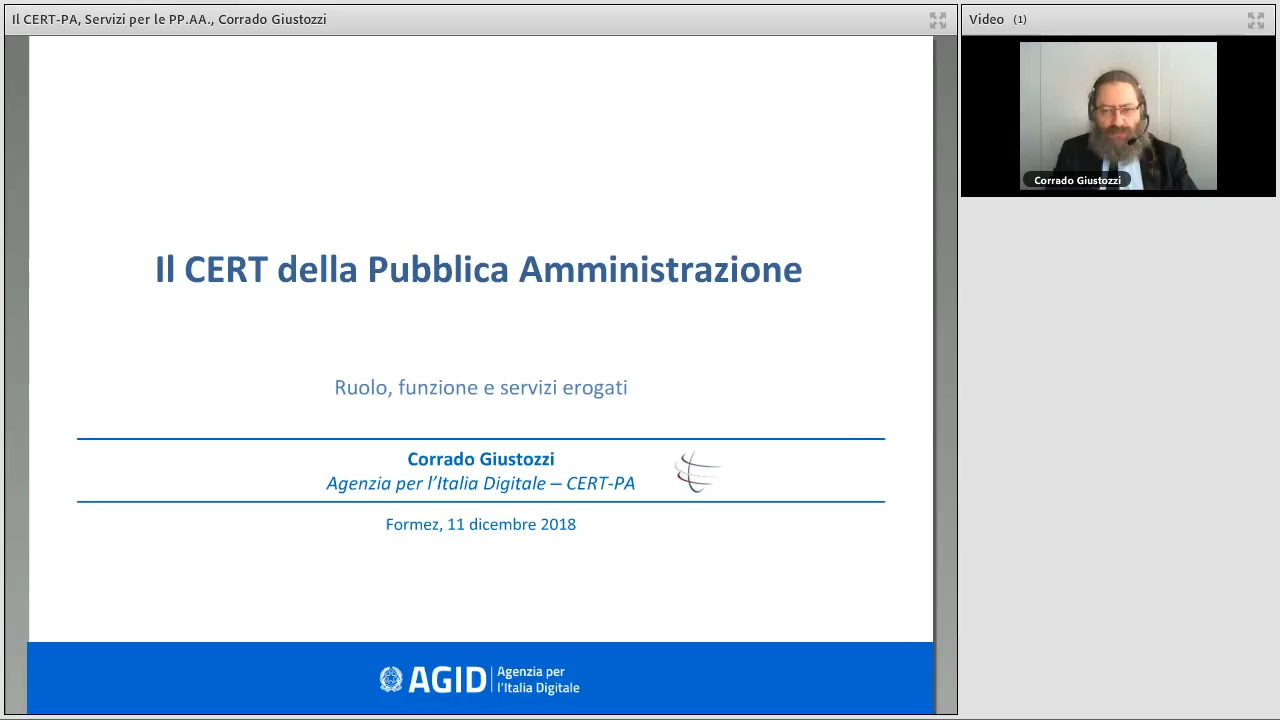 Il CERT-PA, Servizi per le PP.AA., Corrado Giustozzi
Video (1)
Corrado Giustozzi
Il CERT della Pubblica Amministrazione
Ruolo, funzione e servizi erogati
Corrado Giustozzi
Agenzia per l’Italia Digitale – CERT-PA
Formez, 11 dicembre 2018
AGID
Agenzia per
l’Italia Digitale